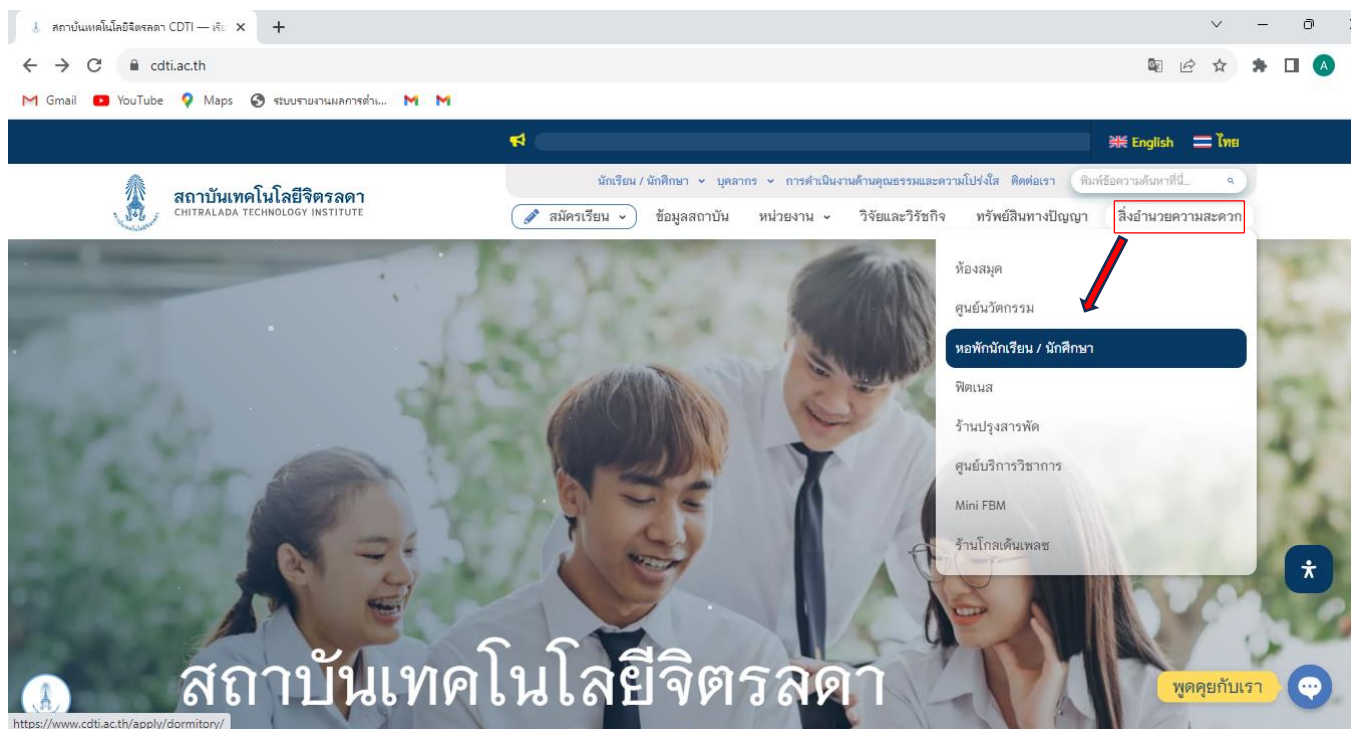 สถาบันเทคโนโลยีจิตรลดา CDTI — รับ
cdti.ac.th
A
Gmail YouTube Maps ระบบรายงานผลการดำเ...
English ไทย
นักเรียน / นักศึกษา บุคลากร การดำเนินงานด้านคุณธรรมและความโปร่งใส ติดต่อเรา พิมพ์ข้อความค้นหาที่นี่...
สถาบันเทคโนโลยีจิตรลดา
CHITRALADA TECHNOLOGY INSTITUTE
สมัครเรียน ข้อมูลสถาบัน หน่วยงาน วิจัยและวิรัชกิจ ทรัพย์สินทางปัญญา สิ่งอำนวยความสะดวก
ห้องสมุด
ศูนย์นวัตกรรม
หอพักนักเรียน / นักศึกษา
ฟิตเนส
ร้านปรุงสารพัด
ศูนย์บริการวิชาการ
Mini FBM
ร้านโกลเด้นเพลซ
สถาบันเทคโนโลยีจิตรลดา
พูดคุยกับเรา
https://www.cdti.ac.th/apply/dormitory/